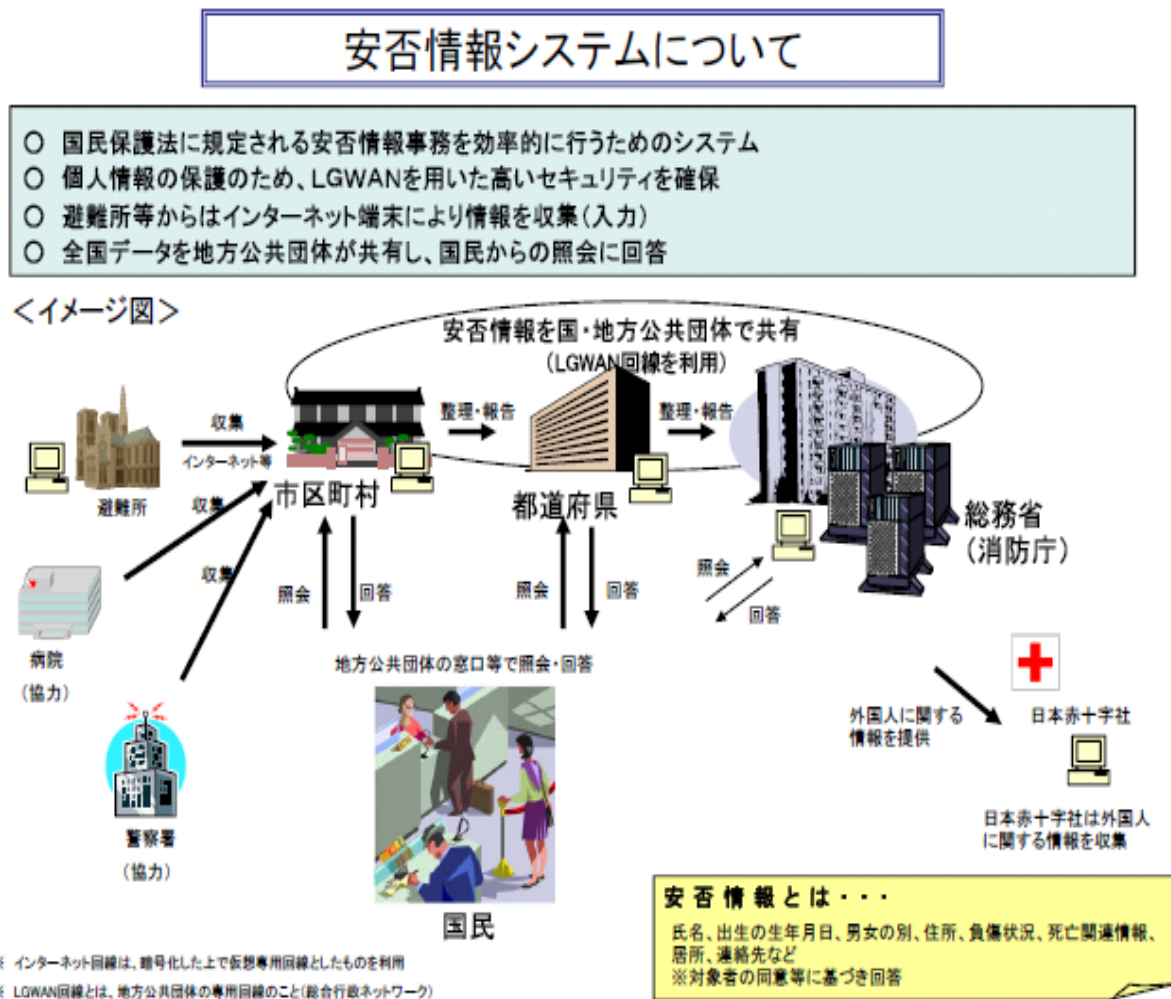 安否情報システムについて
○ 国民保護法に規定される安否情報事務を効率的に行うためのシステム
○ 個人情報の保護のため、LGWANを用いた高いセキュリティを確保
○ 避難所等からはインターネット端末により情報を収集(入力)
○ 全国データを地方公共団体が共有し、国民からの照会に回答
＜イメージ図＞
安否情報を国・地方公共団体で共有
(LGWAN回線を利用)
収集
インターネット等
整理・報告
整理・報告
避難所
収集
市区町村
都道府県
総務省
(消防庁)
収集
照会
回答
照会
回答
照会
回答
病院
(協力)
地方公共団体の窓口等で照会・回答
外国人に関する
情報を提供
日本赤十字社
警察署
(協力)
日本赤十字社は外国人
に関する情報を収集
国民
安否情報とは・・・
氏名、出生の生年月日、男女の別、住所、負傷状況、死亡関連情報、
居所、連絡先など
※対象者の同意等に基づき回答
※ インターネット回線は、暗号化した上で仮想専用回線としたものを利用
※ LGWAN回線とは、地方公共団体の専用回線のこと(総合行政ネットワーク)